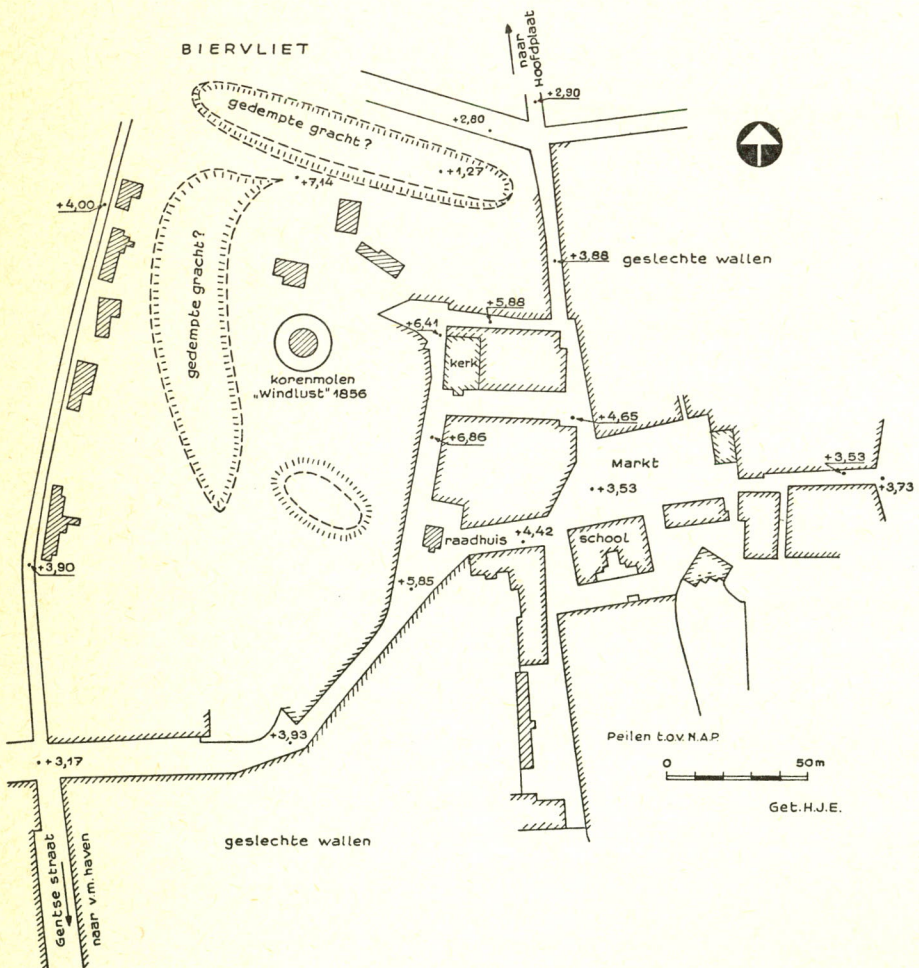 BIERVLIET
naar
Hoofdplaat
+2,90
+2,80
gedempte gracht?
+1,27
+7,14
+4,00
gedempte gracht?
+3,88
geslechte wallen
+5,88
+6,41
kerk
korenmolen
„Windlust" 1856
+4,65
+6,86
Markt
+3,53
+3,53
+3,73
raadhuis
+4,42
school
+3,90
+5,85
+3,93
Peilen t.o.v. N.A.P.
+3,17
0 50m
Get. H.J.E.
geslechte wallen
Gentse straat
naar v.m. haven